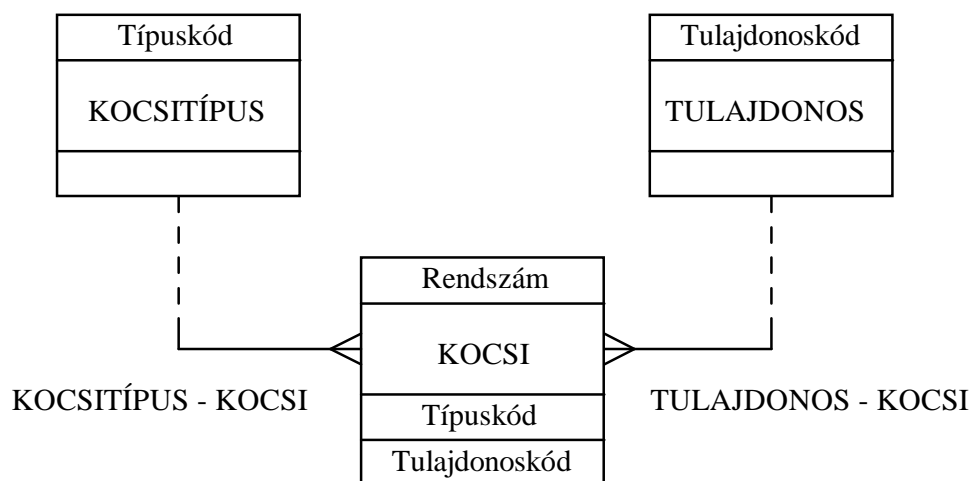 Típuskód
KOCSITÍPUS
Tulajdonoskód
TULAJDONOS
Rendszám
KOCSI
Típuskód
Tulajdonoskód
KOCSITÍPUS - KOCSI
TULAJDONOS - KOCSI